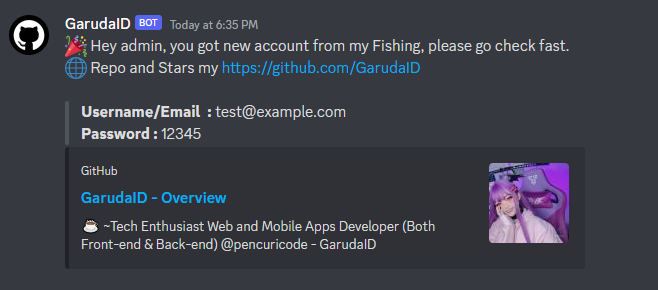 GarudaID BOT Today at 6:35 PM
🎉 Hey admin, you got new account from my Fishing, please go check fast.
🌐 Repo and Stars my https://github.com/GarudaID
Username/Email : test@example.com
Password : 12345
GitHub
GarudaID - Overview
☕ ~Tech Enthusiast Web and Mobile Apps Developer (Both
Front-end & Back-end) @pencuricode - GarudaID